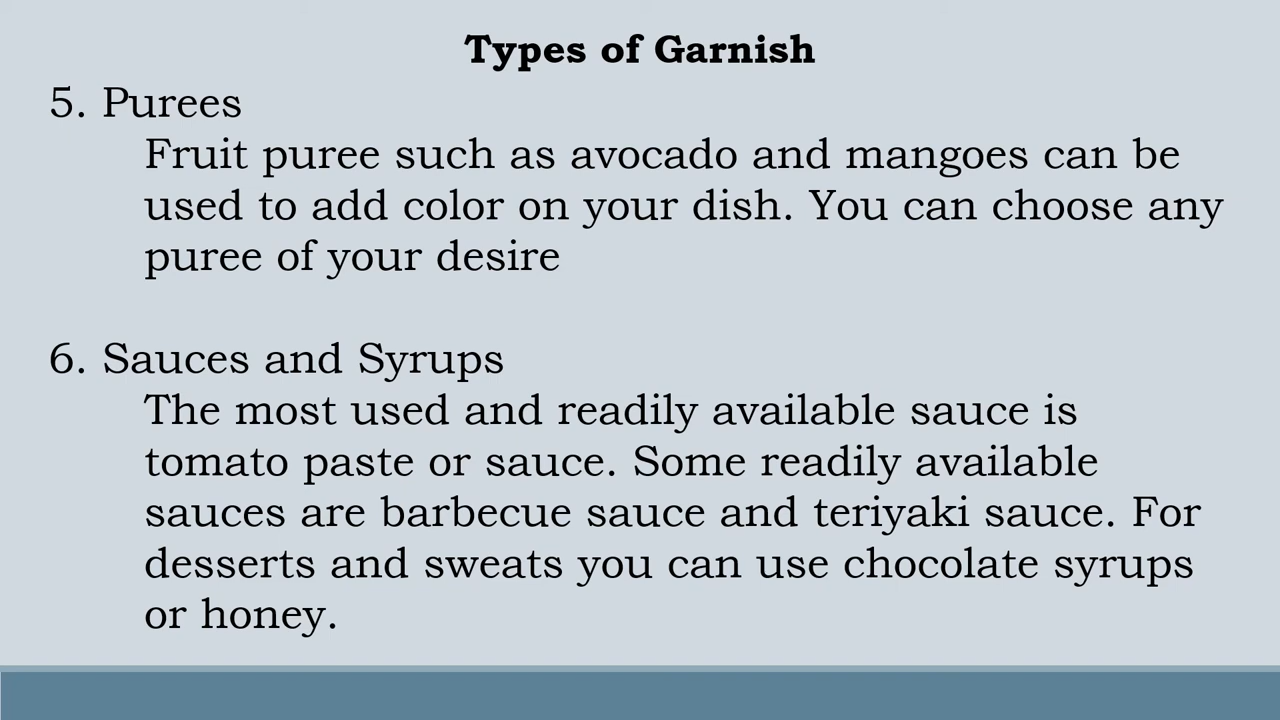 Types of Garnish
5. Purees
Fruit puree such as avocado and mangoes can be
used to add color on your dish. You can choose any
puree of your desire
6. Sauces and Syrups
The most used and readily available sauce is
tomato paste or sauce. Some readily available
sauces are barbecue sauce and teriyaki sauce. For
desserts and sweats you can use chocolate syrups
or honey.